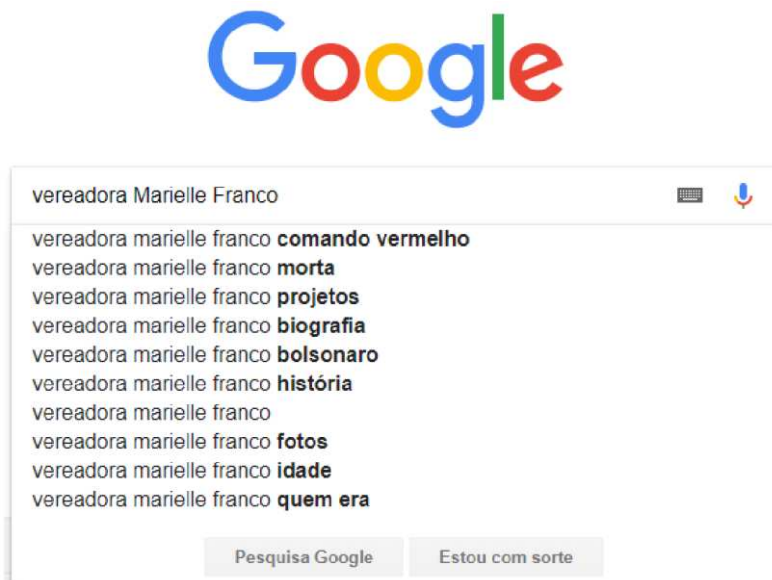 Google
vereadora Marielle Franco
vereadora marielle franco comando vermelho
vereadora marielle franco morta
vereadora marielle franco projetos
vereadora marielle franco biografia
vereadora marielle franco bolsonaro
vereadora marielle franco história
vereadora marielle franco
vereadora marielle franco fotos
vereadora marielle franco idade
vereadora marielle franco quem era
Pesquisa Google Estou com sorte